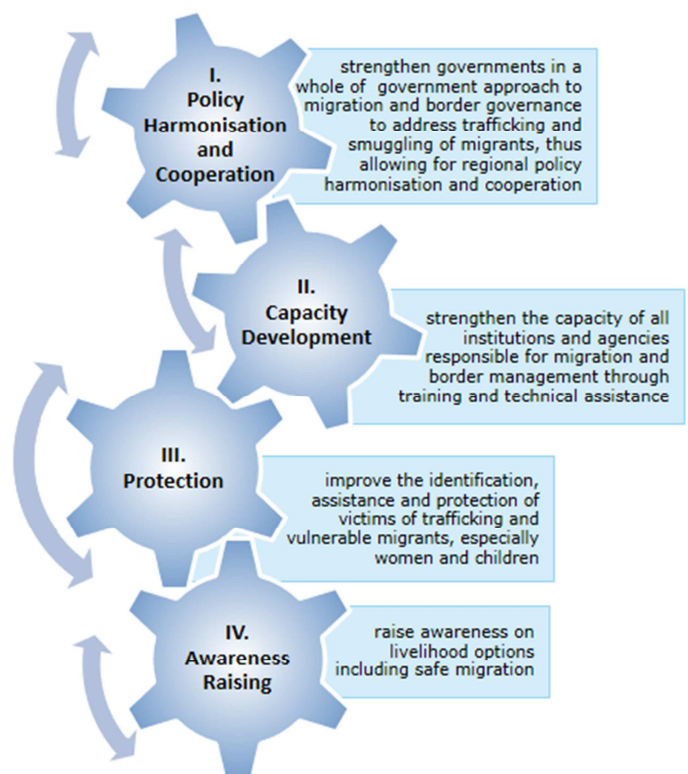 I.
Policy
Harmonisation
and
Cooperation
strengthen governments in a
whole of government approach to
migration and border governance
to address trafficking and
smuggling of migrants, thus
allowing for regional policy
harmonisation and cooperation
II.
Capacity
Development
strengthen the capacity of all
institutions and agencies
responsible for migration and
border management through
training and technical assistance
III.
Protection
improve the identification,
assistance and protection of
victims of trafficking and
vulnerable migrants, especially
women and children
IV.
Awareness
Raising
raise awareness on
livelihood options
including safe migration